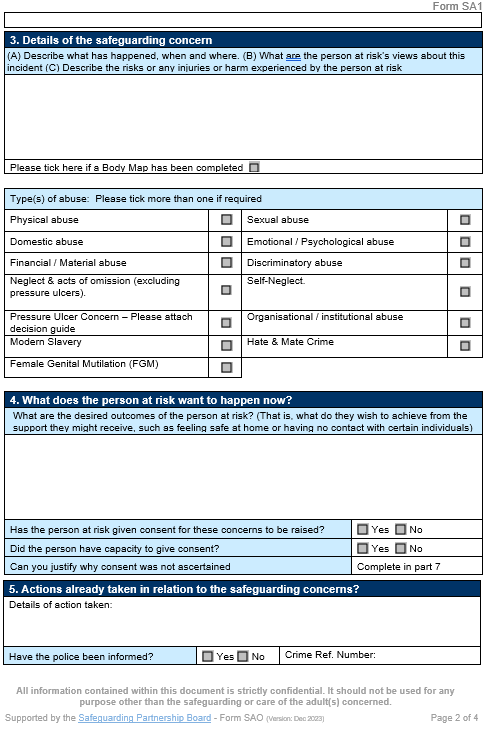 Form SA1
3. Details of the safeguarding concern
(A) Describe what has happened, when and where. (B) What are the person at risk's views about this
incident (C) Describe the risks or any injuries or harm experienced by the person at risk
Please tick here if a Body Map has been completed
Type(s) of abuse: Please tick more than one if required
Physical abuse
Sexual abuse
Domestic abuse
Emotional / Psychological abuse
Financial / Material abuse
Discriminatory abuse
Neglect & acts of omission (excluding
pressure ulcers).
Self-Neglect.
Pressure Ulcer Concern – Please attach
decision guide
Organisational / institutional abuse
Modern Slavery
Hate & Mate Crime
Female Genital Mutilation (FGM)
4. What does the person at risk want to happen now?
What are the desired outcomes of the person at risk? (That is, what do they wish to achieve from the
support they might receive, such as feeling safe at home or having no contact with certain individuals)
Has the person at risk given consent for these concerns to be raised? Yes No
Did the person have capacity to give consent? Yes No
Can you justify why consent was not ascertained Complete in part 7
5. Actions already taken in relation to the safeguarding concerns?
Details of action taken:
Have the police been informed? Yes No Crime Ref. Number:
All information contained within this document is strictly confidential. It should not be used for any
purpose other than the safeguarding or care of the adult(s) concerned.
Supported by the Safeguarding Partnership Board - Form SAO (Version: Dec 2023) Page 2 of 4